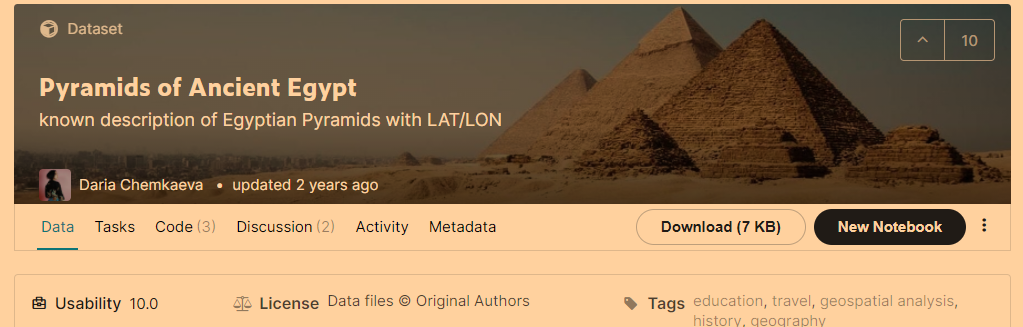 Dataset
10
Pyramids of Ancient Egypt
known description of Egyptian Pyramids with LAT/LON
Daria Chemkaeva • updated 2 years ago
Data Tasks Code (3) Discussion (2) Activity Metadata Download (7 KB) New Notebook
Usability 10.0 License Data files © Original Authors Tags education, travel, geospatial analysis,
history, geography